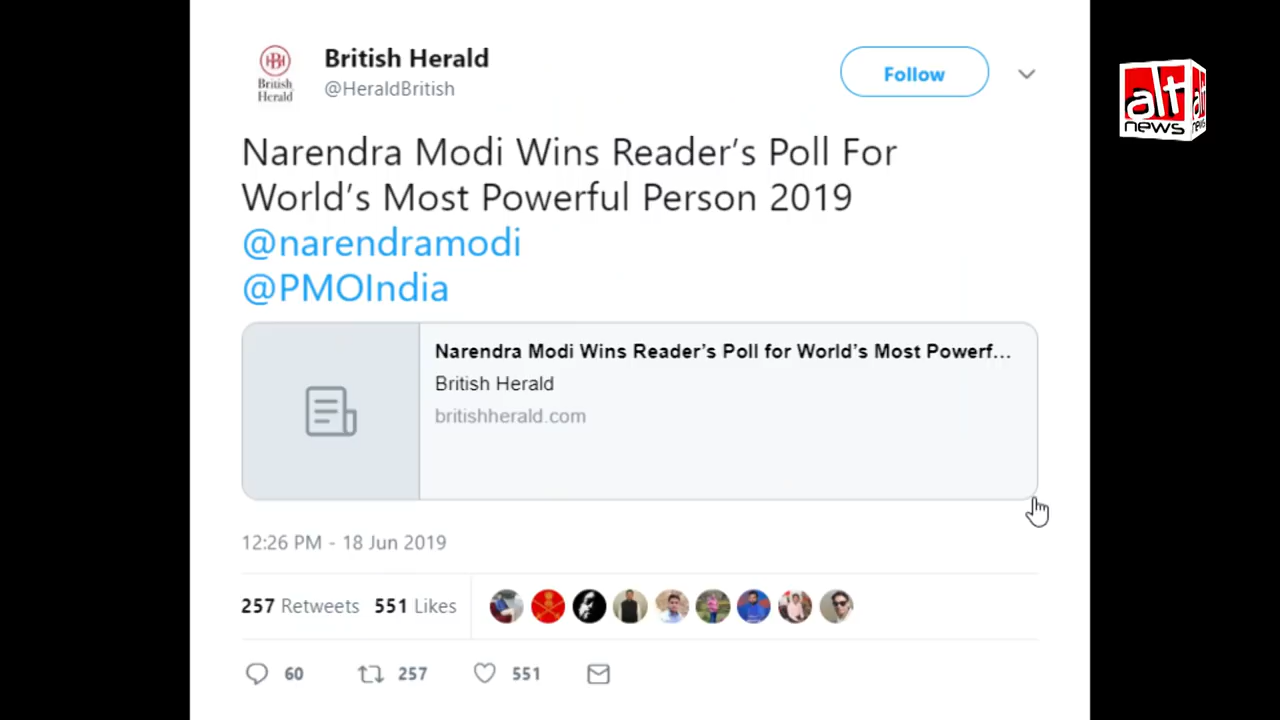 British Herald
@HeraldBritish
Follow
British
Herald
alt
news
Narendra Modi Wins Reader’s Poll For
World’s Most Powerful Person 2019
@narendramodi
@PMOIndia
Narendra Modi Wins Reader’s Poll for World’s Most Powerf...
British Herald
britishherald.com
12:26 PM - 18 Jun 2019
257 Retweets 551 Likes
60 257 551